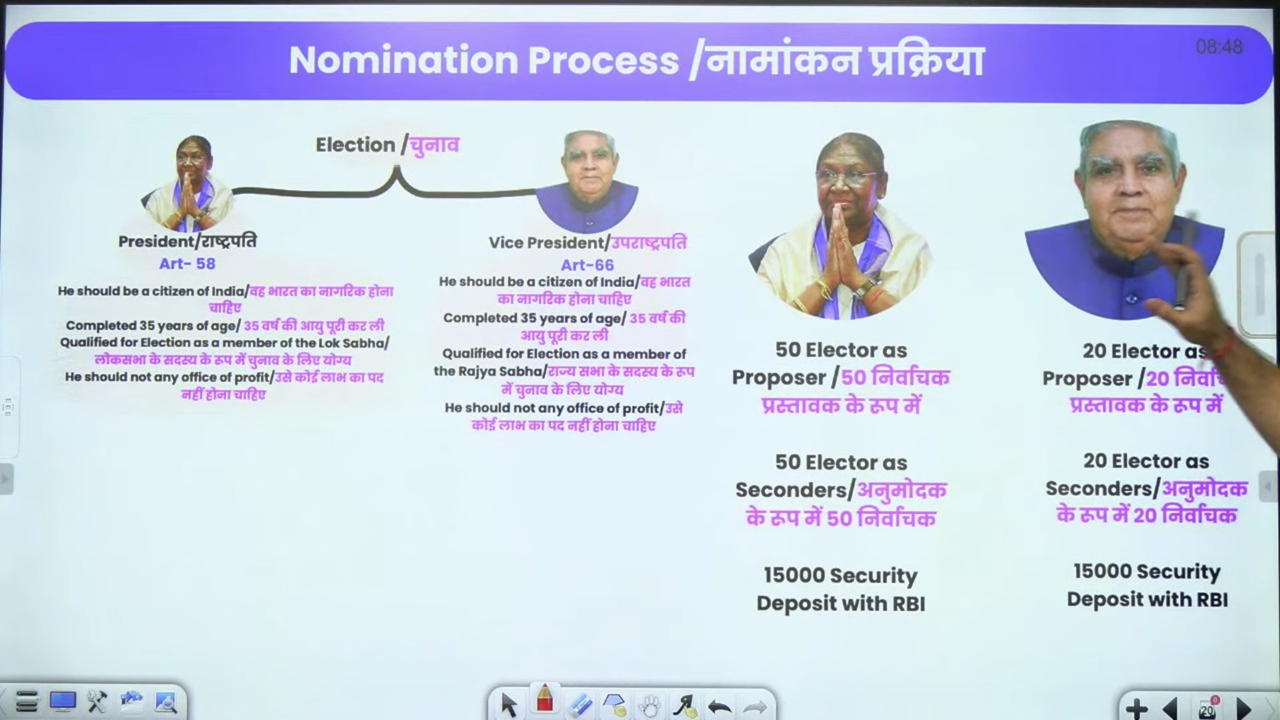 Nomination Process /नामांकन प्रक्रिया
08:48
Election /चुनाव
President/राष्ट्रपति
Art- 58
He should be a citizen of India/वह भारत का नागरिक होना
चाहिए
Completed 35 years of age/ 35 वर्ष की आयु पूरी कर ली
Qualified for Election as a member of the Lok Sabha/
लोकसभा के सदस्य के रूप में चुनाव के लिए योग्य
He should not any office of profit/उसे कोई लाभ का पद
नहीं होना चाहिए
Vice President/उपराष्ट्रपति
Art-66
He should be a citizen of India/वह भारत
का नागरिक होना चाहिए
Completed 35 years of age/ 35 वर्ष की
आयु पूरी कर ली
Qualified for Election as a member of
the Rajya Sabha/राज्य सभा के सदस्य के रूप
में चुनाव के लिए योग्य
He should not any office of profit/उसे
कोई लाभ का पद नहीं होना चाहिए
50 Elector as
Proposer /50 निर्वाचक
प्रस्तावक के रूप में
50 Elector as
Seconders/अनुमोदक
के रूप में 50 निर्वाचक
15000 Security
Deposit with RBI
20 Elector as
Proposer /20
प्रस्तावक के रूप में
20 Elector as
Seconders/अनुमोदक
के रूप में 20 निर्वाचक
15000 Security
Deposit with RBI
20